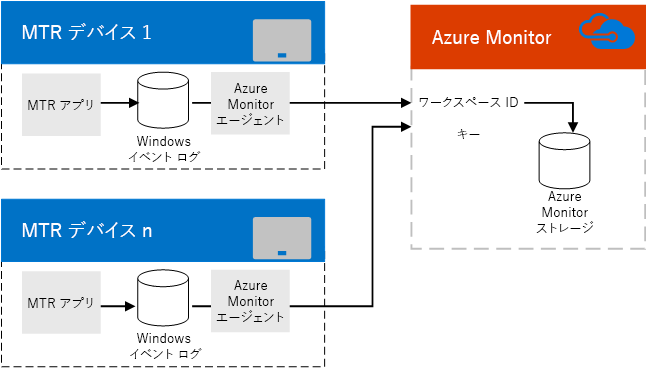 MTR デバイス 1
MTR アプリ
Windows
イベント ログ
Azure
Monitor
エージェント
Azure Monitor
ワークスペース ID
キー
Azure
Monitor
ストレージ
MTR デバイス n
MTR アプリ
Windows
イベント ログ
Azure
Monitor
エージェント